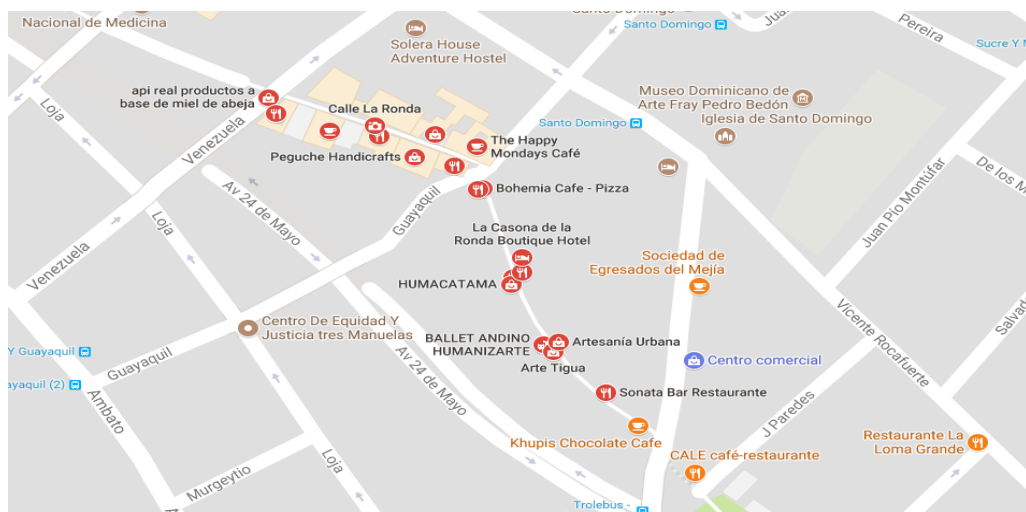 Nacional de Medicina
Santo Domingo
Santo Domingo
Juan
Pereira
Sucre Y M
Solera House
Adventure Hostel
Loja
api real productos a
base de miel de abeja
Calle La Ronda
Museo Dominicano de
Arte Fray Pedro Bedón
Iglesia de Santo Domingo
Santo Domingo
Venezuela
Peguche Handicrafts
The Happy
Mondays Café
De los M
Bohemia Cafe - Pizza
Juan Pío Montúfar
Guayaquil
Av 24 de Mayo
Loja
La Casona de la
Ronda Boutique Hotel
Venezuela
HUMACATAMA
Sociedad de
Egresados del Mejía
Centro De Equidad Y
Justicia tres Manuelas
Salvad
Vicente Rocafuerte
Y Guayaquil
Guayaquil
BALLET ANDINO
HUMANIZARTE
Artesanía Urbana
Arte Tigua
Centro comercial
ayaquil (2)
Av 24 de Mayo
Ambato
Sonata Bar Restaurante
J Paredes
Khupis Chocolate Cafe
Restaurante La
Loma Grande
CALE café-restaurante
Loja
Murgeytio
Trolebus -